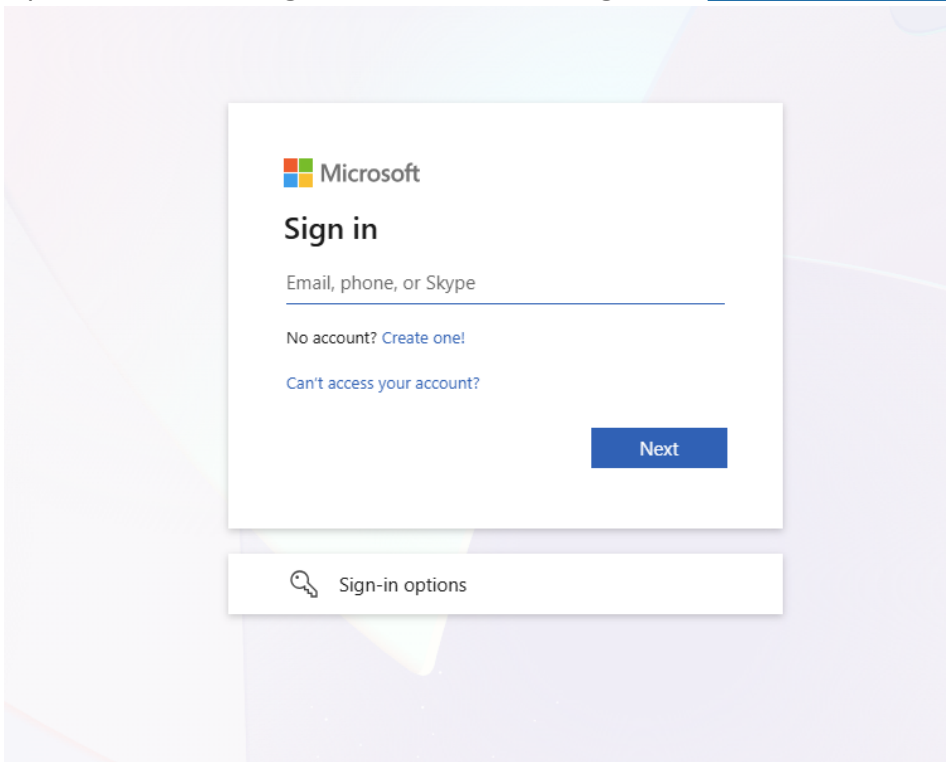 Microsoft
Sign in
Email, phone, or Skype
No account? Create one!
Can't access your account?
Next
Sign-in options